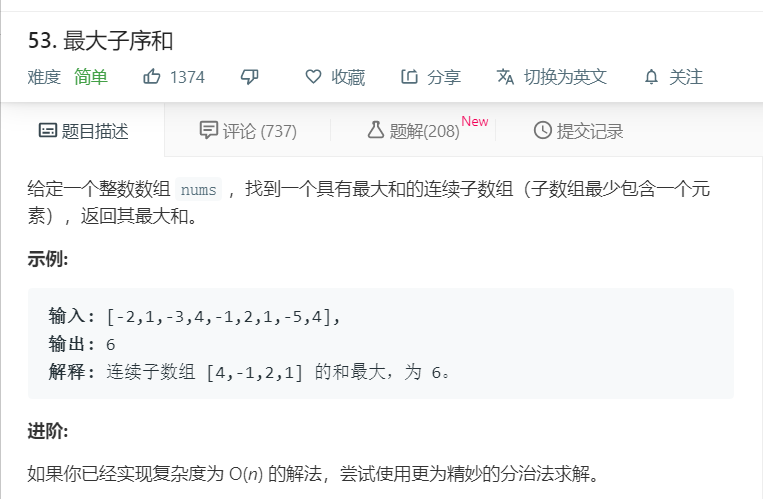 53. 最大子序和
难度 简单 1374 收藏 分享 切换为英文 关注
题目描述 评论 (737) 题解(208) New 提交记录
给定一个整数数组 nums ，找到一个具有最大和的连续子数组（子数组最少包含一个元
素），返回其最大和。
示例:
输入: [-2,1,-3,4,-1,2,1,-5,4],
输出: 6
解释: 连续子数组 [4,-1,2,1] 的和最大，为 6。
进阶:
如果你已经实现复杂度为 O(n) 的解法，尝试使用更为精妙的分治法求解。